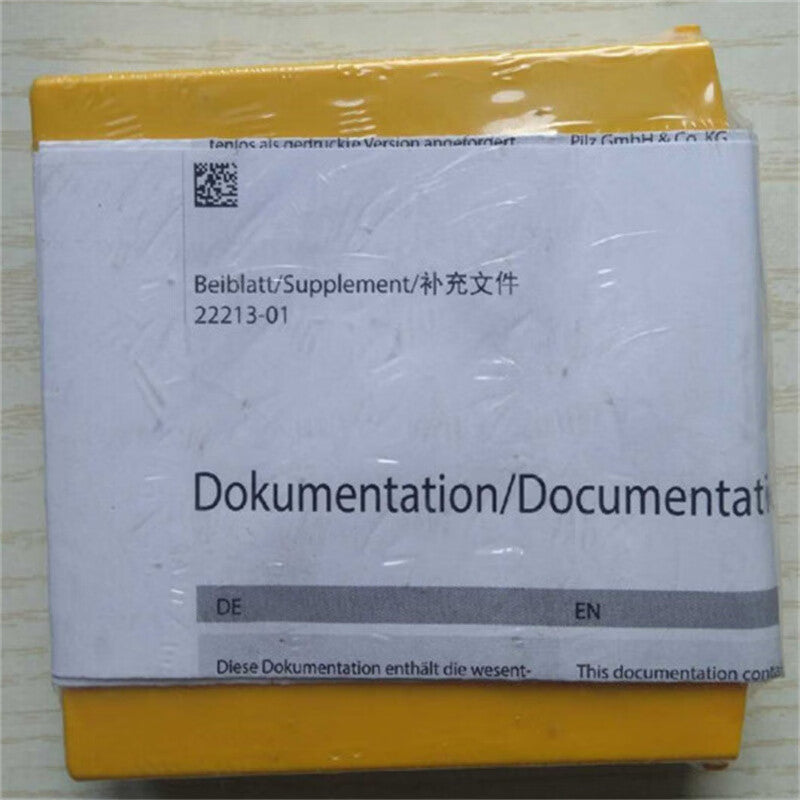 tenlos als gedruckte Version angefordert
Pilz GmbH & Co. KG
Beiblatt/Supplement/补充文件
22213-01
Dokumentation/Documentati
DE
EN
Diese Dokumentation enthält die wesent-
This documentation conta